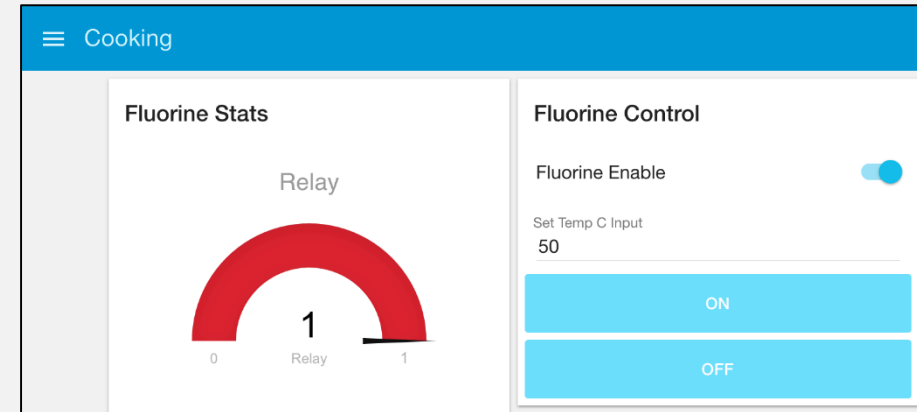 Cooking
Fluorine Stats
Relay
1
0
Relay
1
Fluorine Control
Fluorine Enable
Set Temp C Input
50
ON
OFF